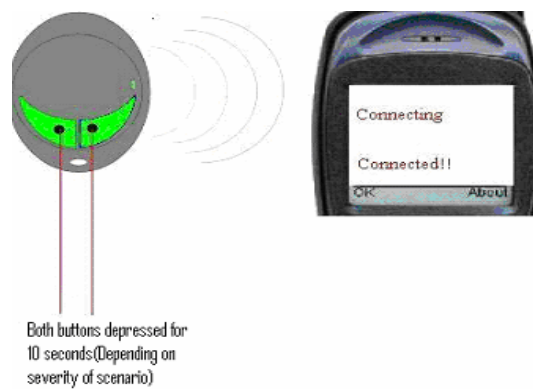 Connecting
Connected!!
OK About
Both buttons depressed for
10 seconds(Depending on
severity of scenario)